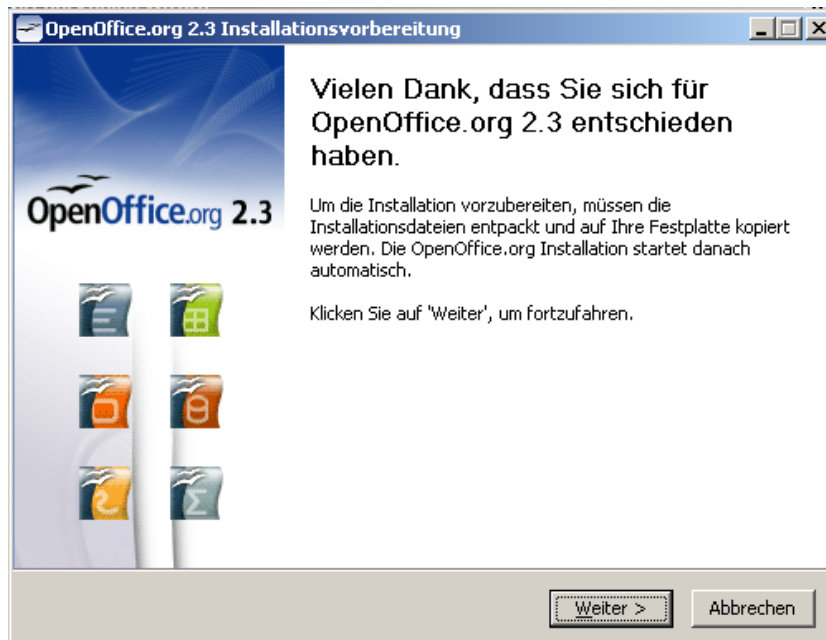 OpenOffice.org 2.3 Installationsvorbereitung
Vielen Dank, dass Sie sich für
OpenOffice.org 2.3 entschieden
haben.
OpenOffice.org 2.3
Um die Installation vorzubereiten, müssen die
Installationsdateien entpackt und auf Ihre Festplatte kopiert
werden. Die OpenOffice.org Installation startet danach
automatisch.
Klicken Sie auf 'Weiter', um fortzufahren.
Weiter >
Abbrechen